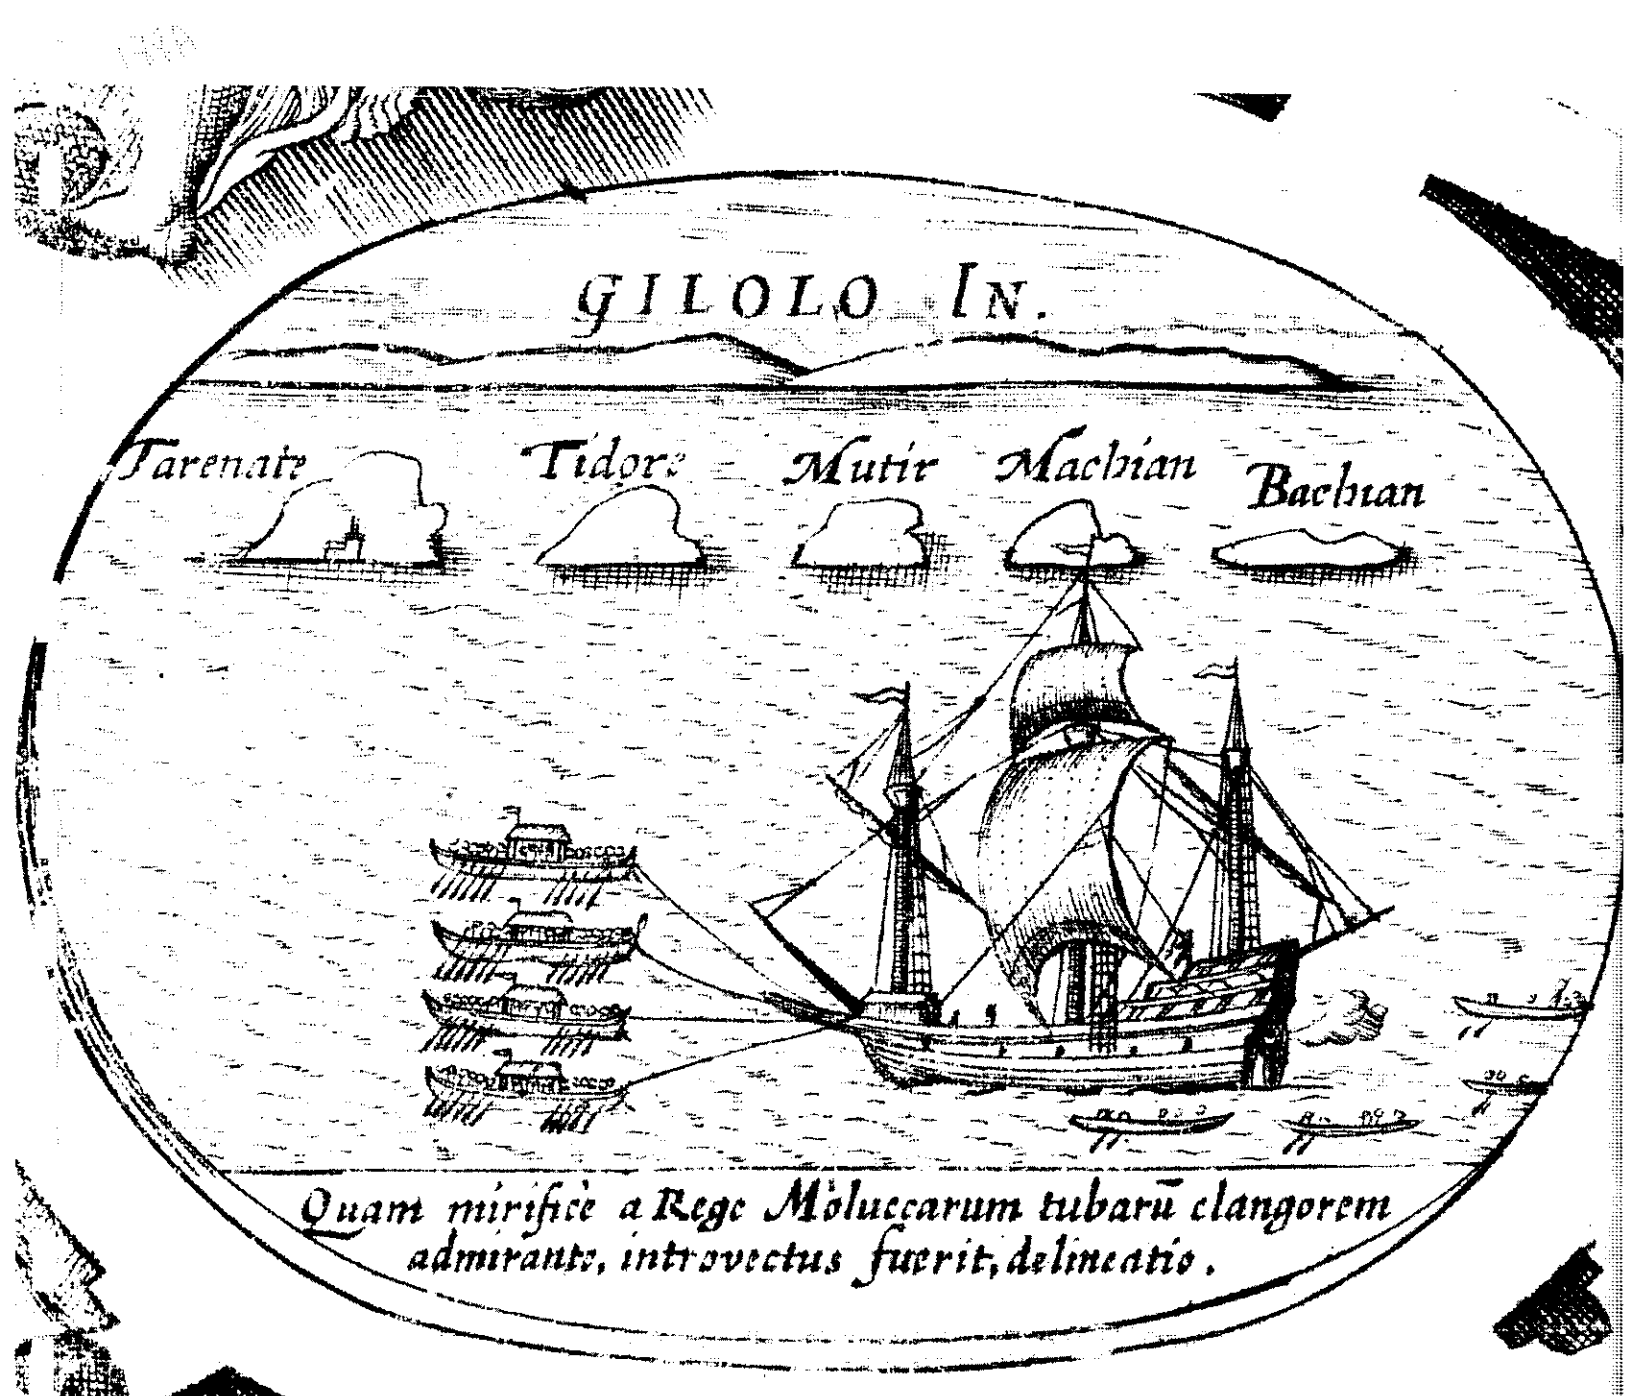 GILOLO IN.
Tarenate Tidore Mutir Machian Bachian
Quam mirificè a Rege Moluccarum tubarū clangorem
admirante, introvectus fuerit, delineatio.